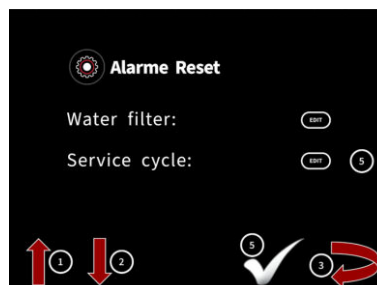 Alarme Reset
Water filter: EDIT
Service cycle: EDIT 5
1 2 5 3